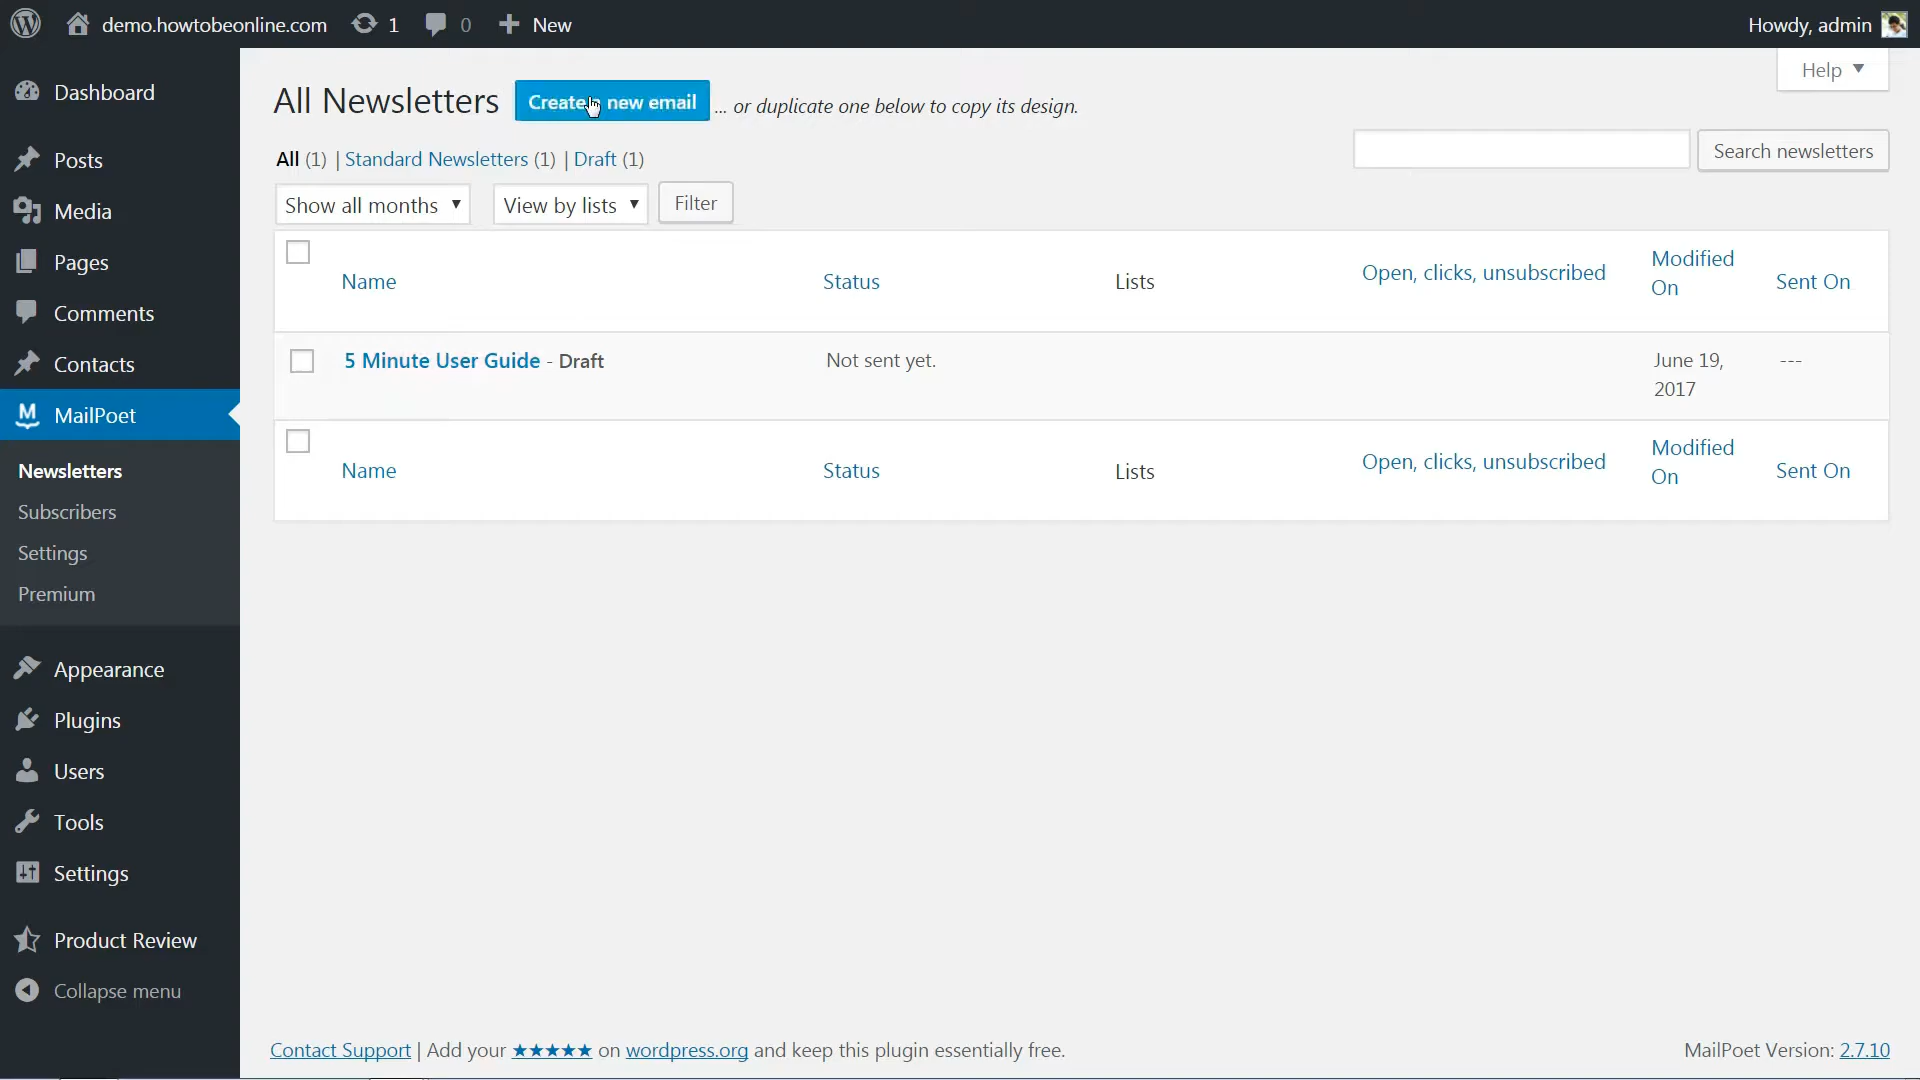 demo.howtobeonline.com 1 0 New Howdy, admin
Help ▼
Dashboard
Posts
Media
Pages
Comments
Contacts
MailPoet
Newsletters
Subscribers
Settings
Premium
Appearance
Plugins
Users
Tools
Settings
Product Review
Collapse menu
All Newsletters Create new email ... or duplicate one below to copy its design.
All (1) | Standard Newsletters (1) | Draft (1)
Search newsletters
Show all months ▼ View by lists ▼ Filter
Name Status Lists Open, clicks, unsubscribed Modified On Sent On
5 Minute User Guide - Draft Not sent yet. June 19, 2017 ---
Name Status Lists Open, clicks, unsubscribed Modified On Sent On
Contact Support | Add your ★★★★★ on wordpress.org and keep this plugin essentially free. MailPoet Version: 2.7.10